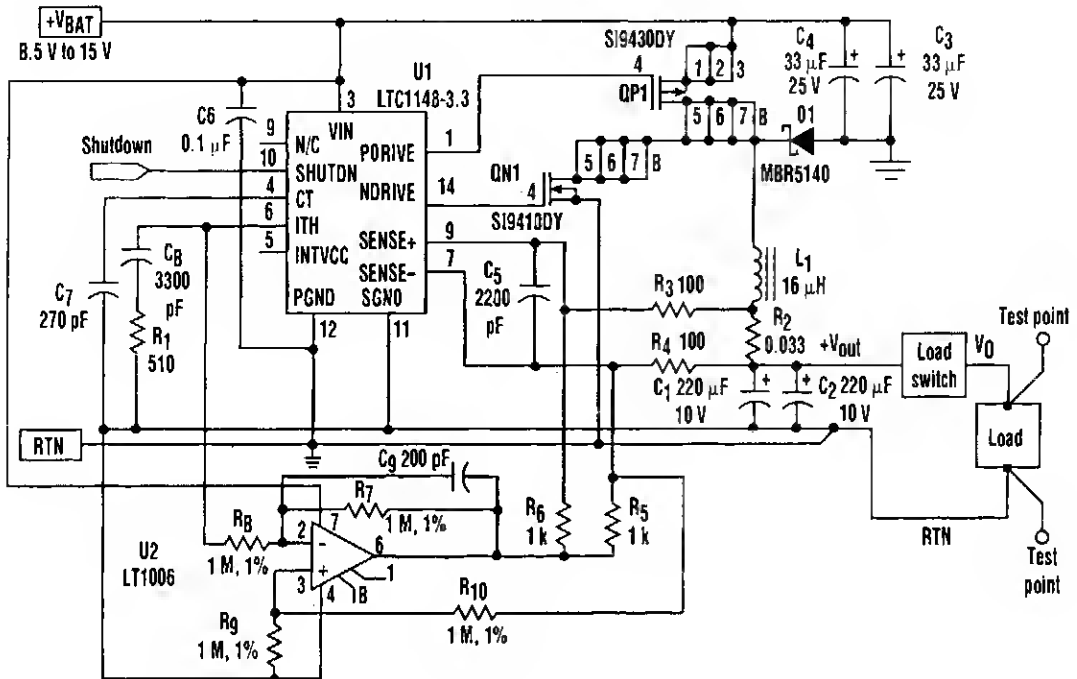 +VBAT
8.5 V to 15 V
SI9430DY
4
1 2 3
QP1
5 6 7 B
C4
33 µF
25 V
C3
33 µF
25 V
D1
MBR5140
U1
LTC1148-3.3
C6
0.1 µF
3
VIN
9
N/C
Shutdown
10
SHUTDN
4
CT
6
ITH
5
INTVCC
PDRIVE
1
NDRIVE
14
SENSE+
9
SENSE−
7
PGND
SGND
12
11
QN1
4
5 6 7 B
SI9410DY
C7
270 pF
C8
3300
pF
R1
510
C5
2200
pF
L1
16 µH
R3 100
R2
0.033
R4 100
+Vout
C1 220 µF
10 V
C2 220 µF
10 V
Load
switch
VO
Test point
Load
RTN
RTN
Test
point
C9 200 pF
R7
1 M, 1%
R8
1 M, 1%
U2
LT1006
2
7
−
+
3
4
6
1
B
R6
1 k
R5
1 k
R9
1 M, 1%
R10
1 M, 1%